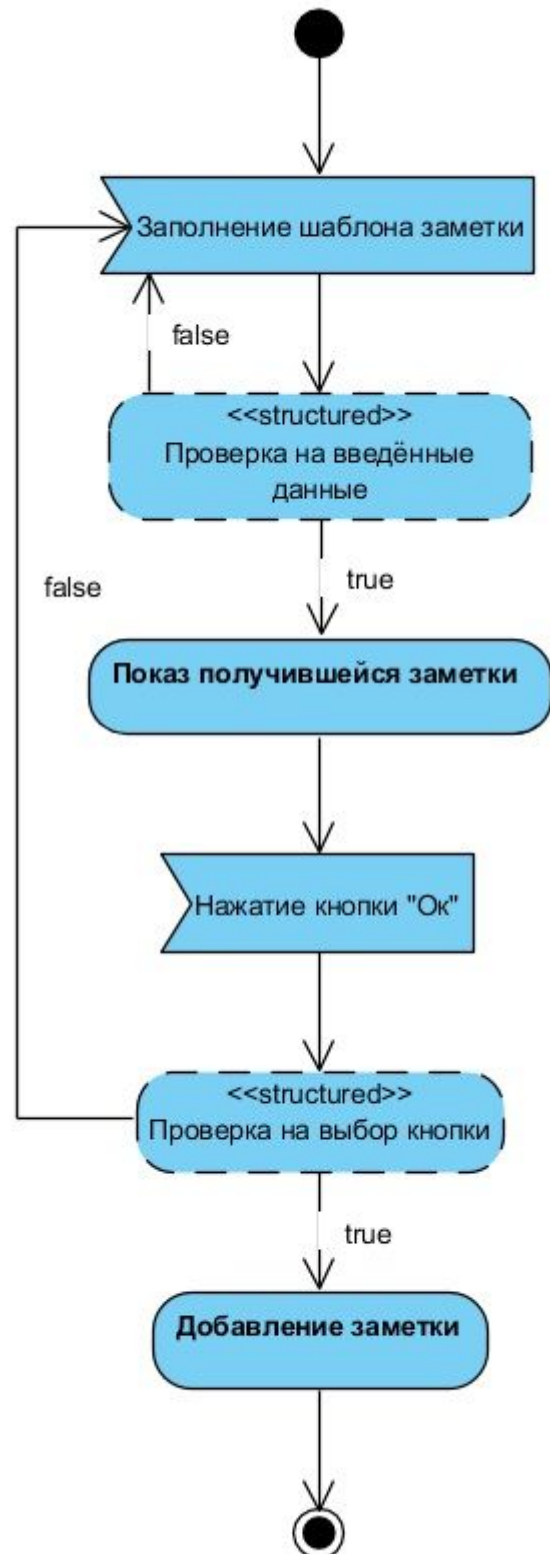 Заполнение шаблона заметки
false
<<structured>>
Проверка на введённые
данные
false
true
Показ получившейся заметки
Нажатие кнопки "Ок"
<<structured>>
Проверка на выбор кнопки
true
Добавление заметки